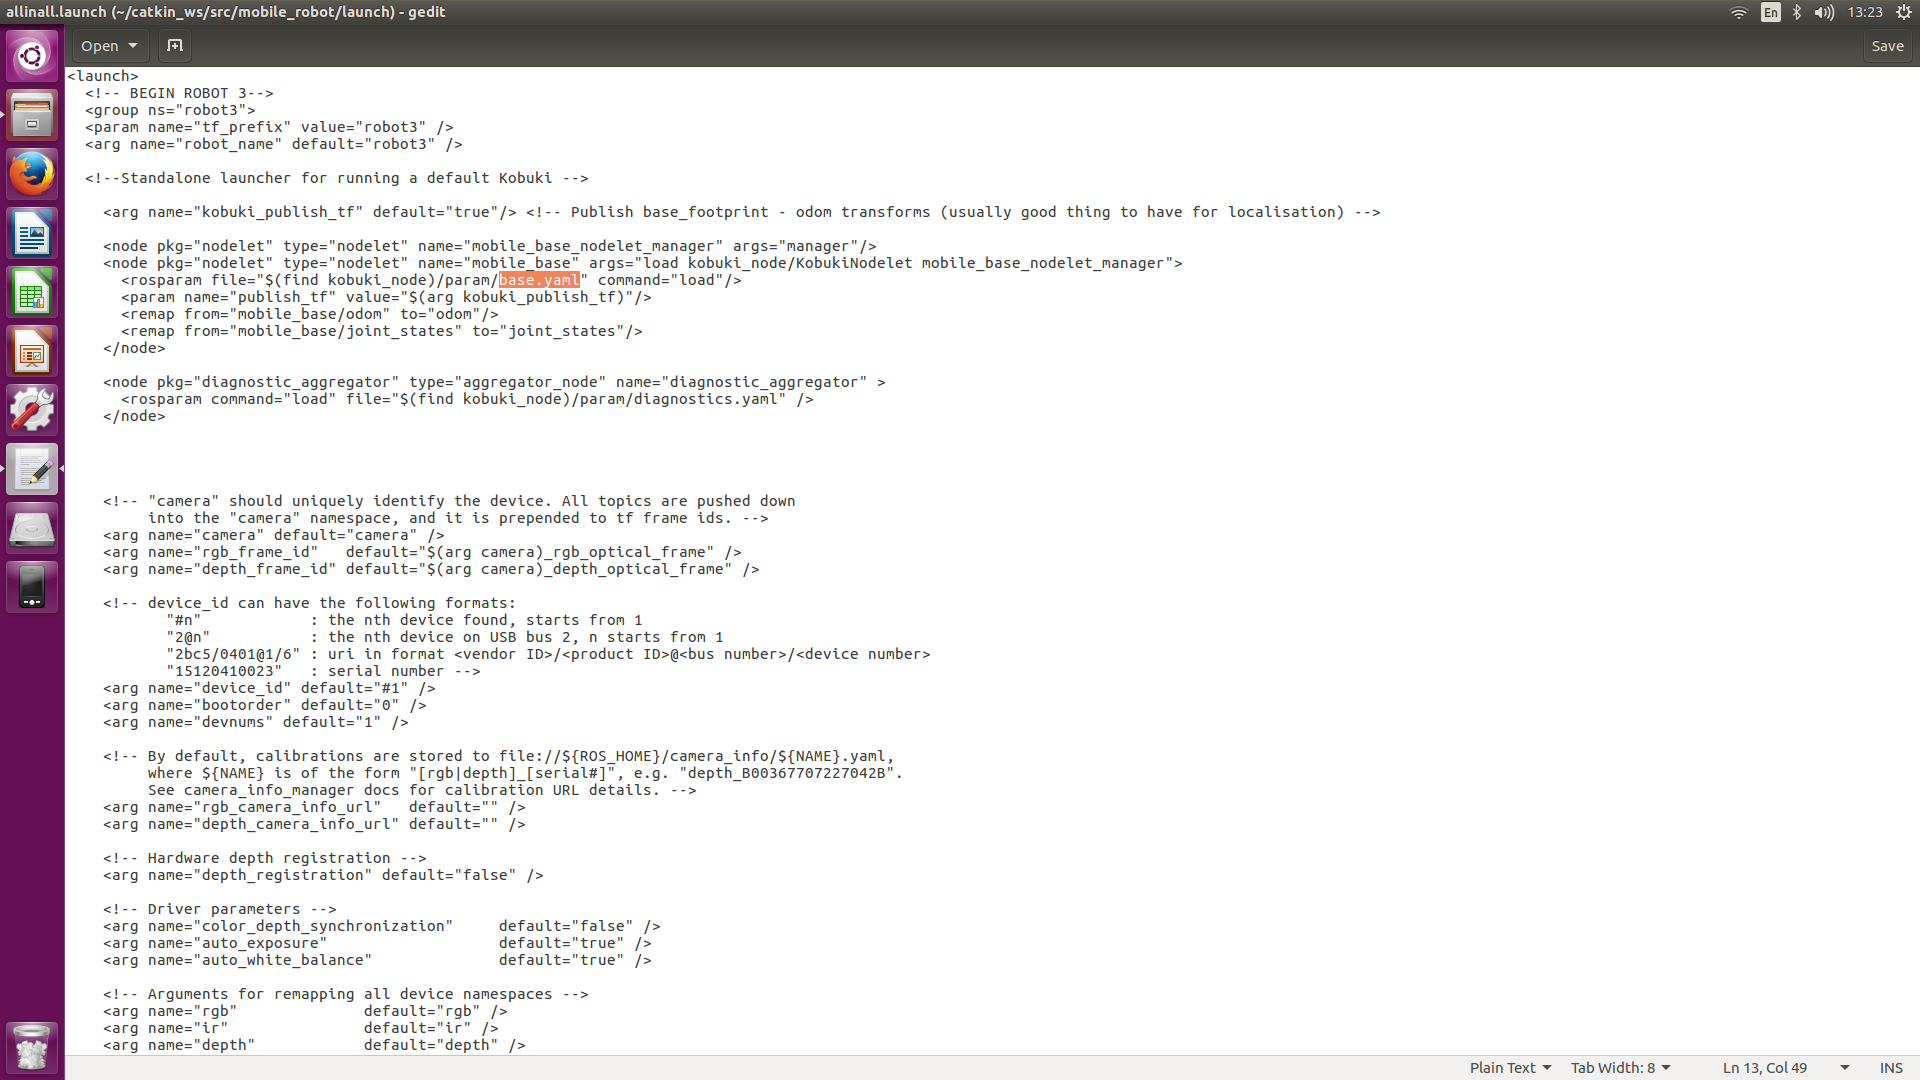 allinall.launch (~/catkin_ws/src/mobile_robot/launch) - gedit
En
13:23
Open
Save
<launch>
<!-- BEGIN ROBOT 3-->
<group ns="robot3">
<param name="tf_prefix" value="robot3" />
<arg name="robot_name" default="robot3" />
<!--Standalone launcher for running a default Kobuki -->
<arg name="kobuki_publish_tf" default="true"/> <!-- Publish base_footprint - odom transforms (usually good thing to have for localisation) -->
<node pkg="nodelet" type="nodelet" name="mobile_base_nodelet_manager" args="manager"/>
<node pkg="nodelet" type="nodelet" name="mobile_base" args="load kobuki_node/KobukiNodelet mobile_base_nodelet_manager">
<rosparam file="$(find kobuki_node)/param/base.yaml" command="load"/>
<param name="publish_tf" value="$(arg kobuki_publish_tf)"/>
<remap from="mobile_base/odom" to="odom"/>
<remap from="mobile_base/joint_states" to="joint_states"/>
</node>
<node pkg="diagnostic_aggregator" type="aggregator_node" name="diagnostic_aggregator" >
<rosparam command="load" file="$(find kobuki_node)/param/diagnostics.yaml" />
</node>
<!-- "camera" should uniquely identify the device. All topics are pushed down
into the "camera" namespace, and it is prepended to tf frame ids. -->
<arg name="camera" default="camera" />
<arg name="rgb_frame_id"   default="$(arg camera)_rgb_optical_frame" />
<arg name="depth_frame_id" default="$(arg camera)_depth_optical_frame" />
<!-- device_id can have the following formats:
"#n"            : the nth device found, starts from 1
"2@n"           : the nth device on USB bus 2, n starts from 1
"2bc5/0401@1/6" : uri in format <vendor ID>/<product ID>@<bus number>/<device number>
"15120410023"   : serial number -->
<arg name="device_id" default="#1" />
<arg name="bootorder" default="0" />
<arg name="devnums" default="1" />
<!-- By default, calibrations are stored to file://${ROS_HOME}/camera_info/${NAME}.yaml,
where ${NAME} is of the form "[rgb|depth]_[serial#]", e.g. "depth_B00367707227042B".
See camera_info_manager docs for calibration URL details. -->
<arg name="rgb_camera_info_url"   default="" />
<arg name="depth_camera_info_url" default="" />
<!-- Hardware depth registration -->
<arg name="depth_registration" default="false" />
<!-- Driver parameters -->
<arg name="color_depth_synchronization"     default="false" />
<arg name="auto_exposure"                   default="true" />
<arg name="auto_white_balance"              default="true" />
<!-- Arguments for remapping all device namespaces -->
<arg name="rgb"              default="rgb" />
<arg name="ir"               default="ir" />
<arg name="depth"            default="depth" />
Plain Text
Tab Width: 8
Ln 13, Col 49
INS